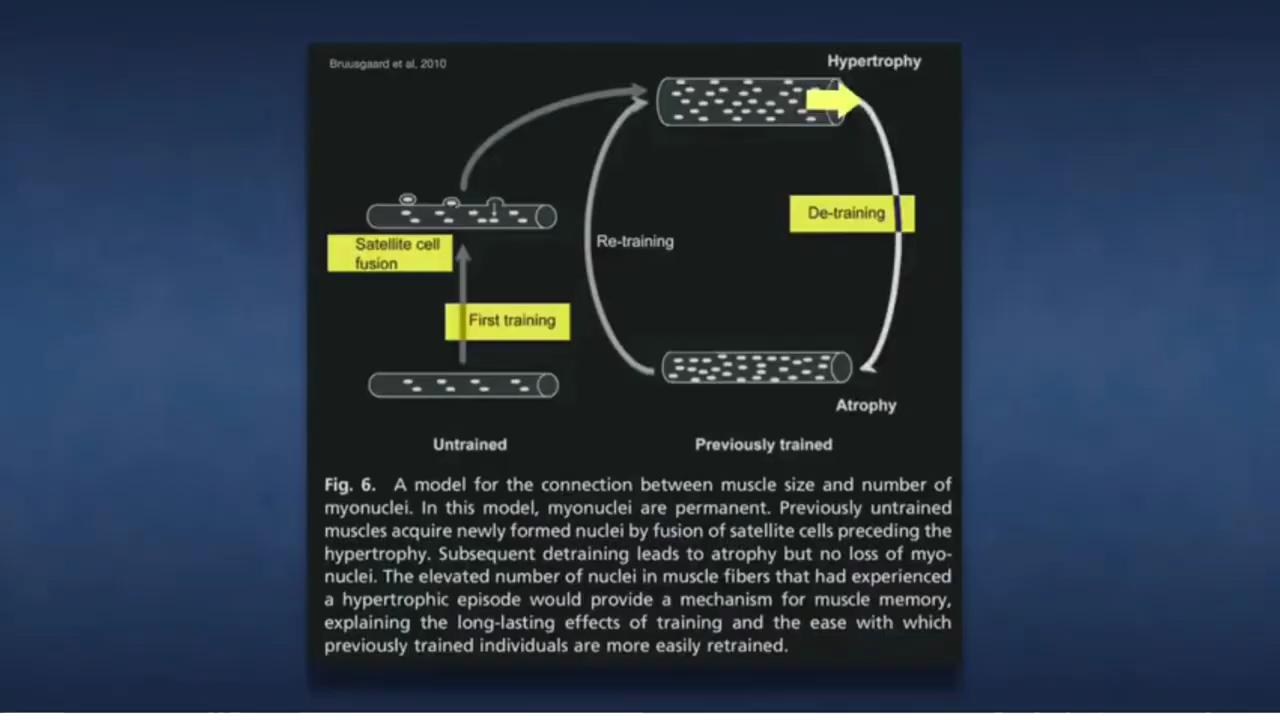 Bruusgaard et al, 2010
Hypertrophy
De-training
Satellite cell
fusion
Re-training
First training
Atrophy
Untrained
Previously trained
Fig. 6. A model for the connection between muscle size and number of
myonuclei. In this model, myonuclei are permanent. Previously untrained
muscles acquire newly formed nuclei by fusion of satellite cells preceding the
hypertrophy. Subsequent detraining leads to atrophy but no loss of myo-
nuclei. The elevated number of nuclei in muscle fibers that had experienced
a hypertrophic episode would provide a mechanism for muscle memory,
explaining the long-lasting effects of training and the ease with which
previously trained individuals are more easily retrained.